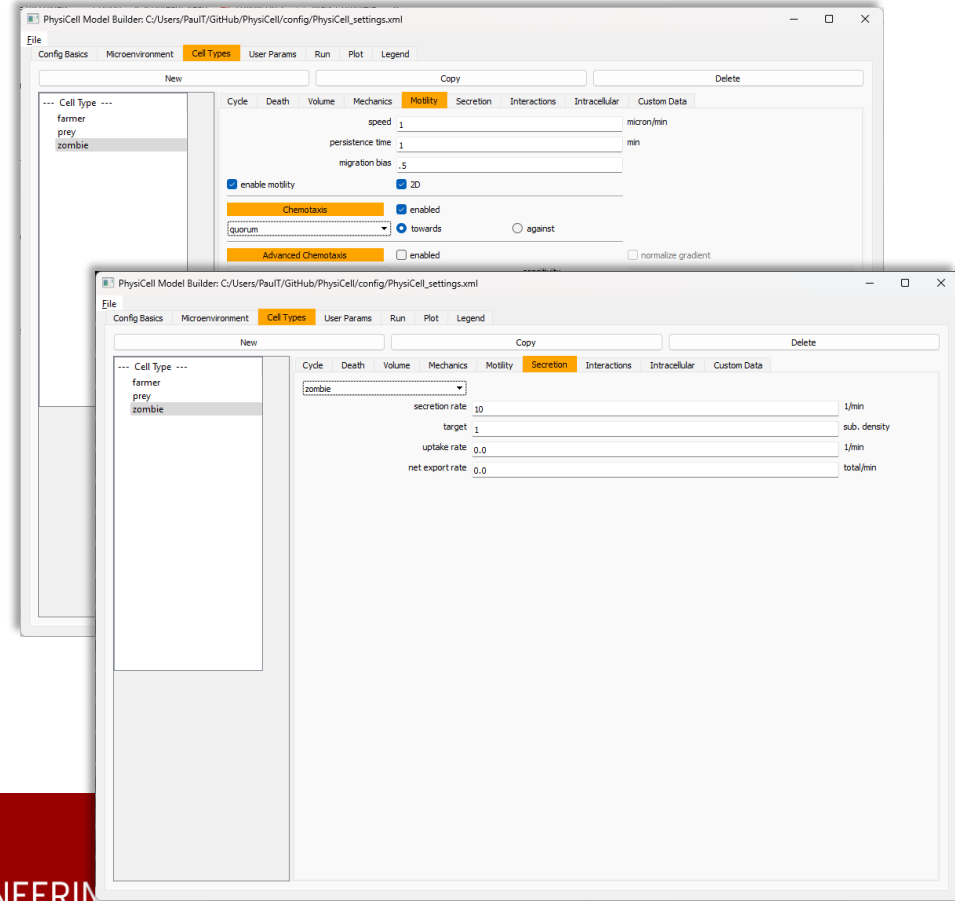 PhysiCell Model Builder: C:/Users/PaulT/GitHub/PhysiCell/config/PhysiCell_settings.xml
File
Config Basics Microenvironment Cell Types User Params Run Plot Legend
New Copy Delete
--- Cell Type ---
farmer
prey
zombie
Cycle Death Volume Mechanics Motility Secretion Interactions Intracellular Custom Data
speed 1 micron/min
persistence time 1 min
migration bias .5
enable motility 2D
Chemotaxis enabled
quorum towards against
Advanced Chemotaxis enabled normalize gradient
PhysiCell Model Builder: C:/Users/PaulT/GitHub/PhysiCell/config/PhysiCell_settings.xml
File
Config Basics Microenvironment Cell Types User Params Run Plot Legend
New Copy Delete
--- Cell Type ---
farmer
prey
zombie
Cycle Death Volume Mechanics Motility Secretion Interactions Intracellular Custom Data
zombie
secretion rate 10 1/min
target 1 sub. density
uptake rate 0.0 1/min
net export rate 0.0 total/min